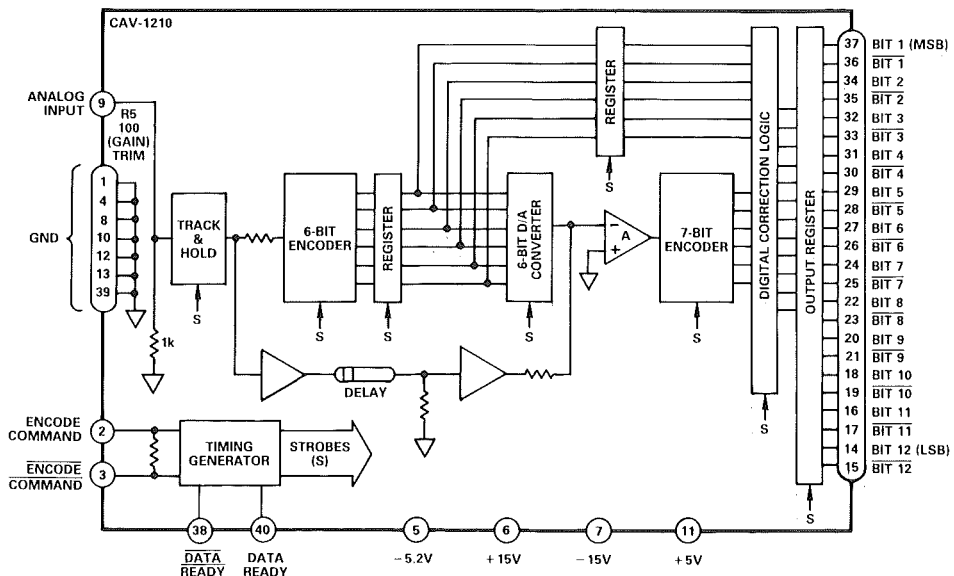 CAV-1210
ANALOG
INPUT
9
R5
100
(GAIN)
TRIM
GND
1
4
8
10
12
13
39
1k
TRACK
&
HOLD
S
6-BIT
ENCODER
S
REGISTER
S
6-BIT D/A
CONVERTER
S
REGISTER
S
A
7-BIT
ENCODER
S
DIGITAL CORRECTION LOGIC
S
OUTPUT REGISTER
S
DELAY
ENCODE
COMMAND
2
ENCODE
COMMAND
3
TIMING
GENERATOR
STROBES
(S)
38
DATA
READY
40
DATA
READY
5
−5.2V
6
+15V
7
−15V
11
+5V
37 BIT 1 (MSB)
36 BIT 1
34 BIT 2
35 BIT 2
32 BIT 3
33 BIT 3
31 BIT 4
30 BIT 4
29 BIT 5
28 BIT 5
27 BIT 6
26 BIT 6
24 BIT 7
25 BIT 7
22 BIT 8
23 BIT 8
20 BIT 9
21 BIT 9
18 BIT 10
19 BIT 10
16 BIT 11
17 BIT 11
14 BIT 12 (LSB)
15 BIT 12